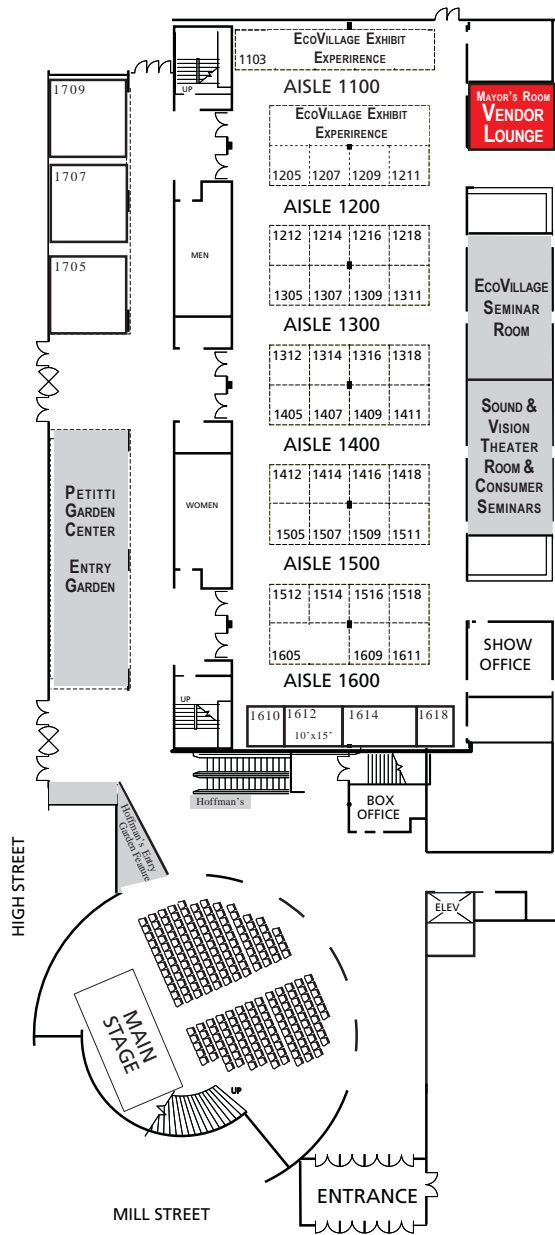 EcoVillage Exhibit
Experirence
1103
UP
AISLE 1100
Mayor's Room
Vendor
Lounge
1709
EcoVillage Exhibit
Experirence
1205 1207 1209 1211
1707
AISLE 1200
1212 1214 1216 1218
MEN
1705
EcoVillage
Seminar
Room
1305 1307 1309 1311
AISLE 1300
1312 1314 1316 1318
1405 1407 1409 1411
Sound &
Vision
Theater
Room &
Consumer
Seminars
AISLE 1400
1412 1414 1416 1418
Petitti
Garden
Center
Entry
Garden
WOMEN
1505 1507 1509 1511
AISLE 1500
1512 1514 1516 1518
1605 1609 1611
SHOW
OFFICE
AISLE 1600
UP
1610 1612 1614 1618
10'x15'
Hoffman's
BOX
OFFICE
Hoffman's Entry
Garden Feature
HIGH STREET
ELEV
MAIN
STAGE
UP
ENTRANCE
MILL STREET